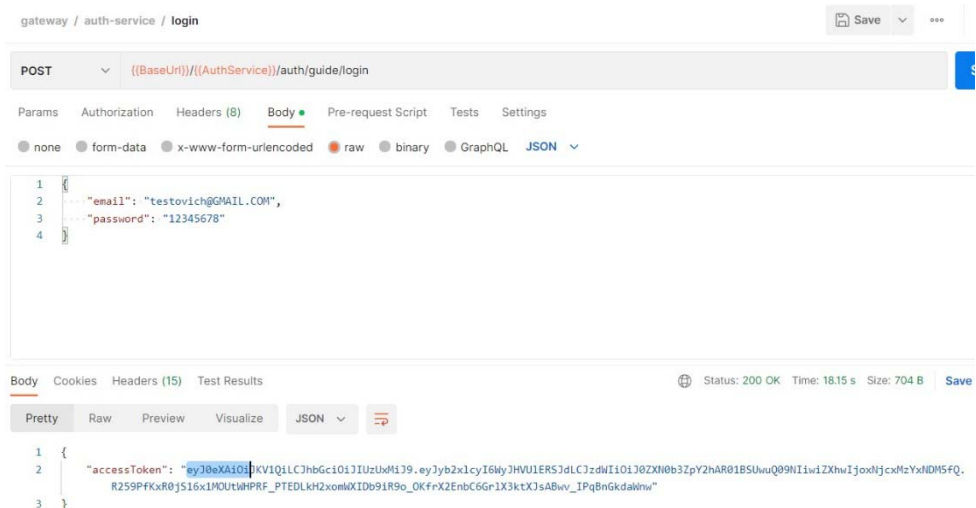 gateway / auth-service / login
Save
POST {{BaseUrl}}/{{AuthService}}/auth/guide/login
Params Authorization Headers (8) Body Pre-request Script Tests Settings
none form-data x-www-form-urlencoded raw binary GraphQL JSON
1 {
2 "email": "testovich@GMAIL.COM",
3 "password": "12345678"
4 }
Body Cookies Headers (15) Test Results Status: 200 OK Time: 18.15 s Size: 704 B Save
Pretty Raw Preview Visualize JSON
1 {
2 "accessToken": "eyJ0eXAiOiJKV1QiLCJhbGciOiJIUzUxMiJ9.eyJyb2xlcyI6WyJHVUlERSJdLCJzdWIiOiJ0ZXN0b3ZpY2hAR01BSUwuQ09NIiwiZXhwIjoxNjcxMzYxNDM5fQ.
R259PfKxR0jS16x1MOUtWHPRF_PTEDLkH2xomWXIDb9iR9o_OKfrX2EnbC6Gr1X3ktXJsABwv_IPqBnGkdaWnw"
3 }